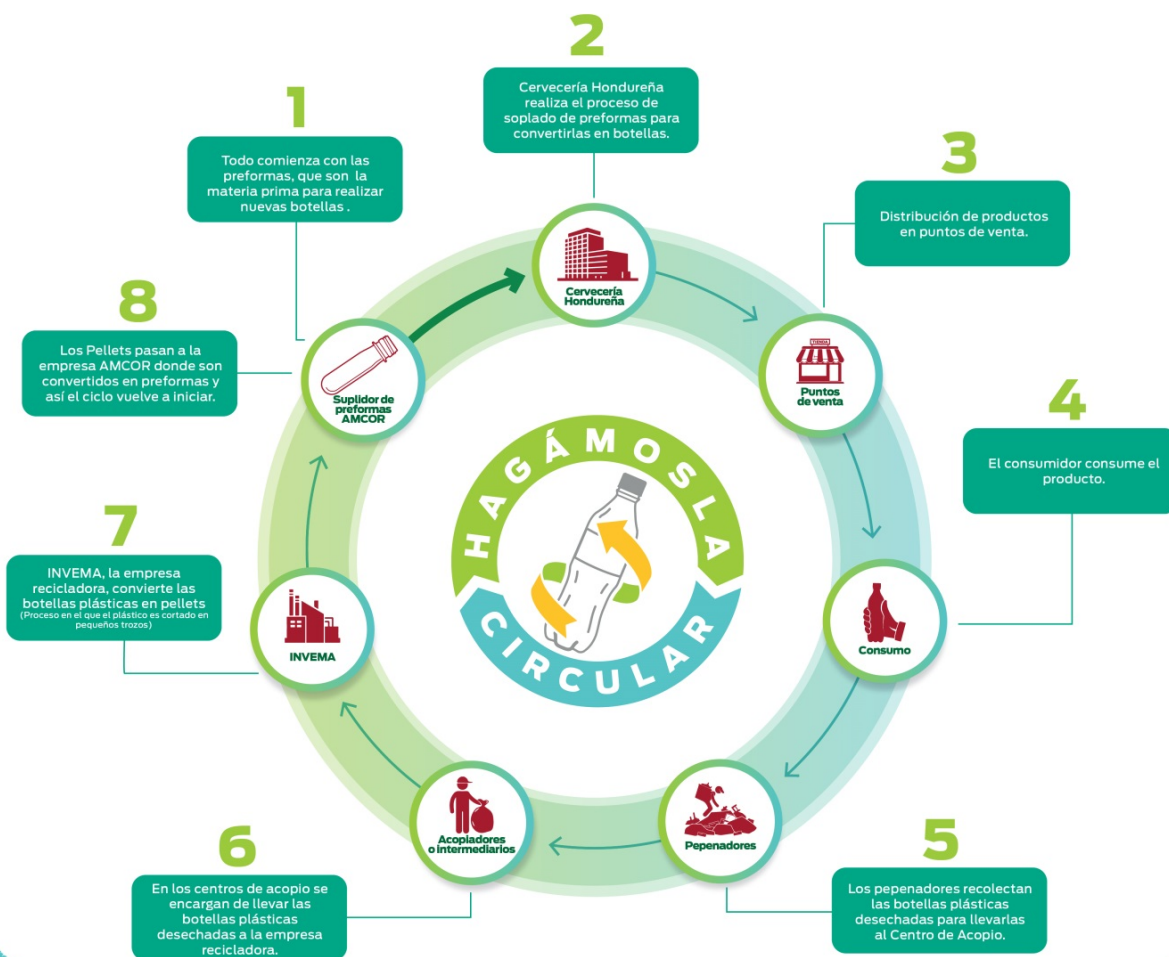 1
Todo comienza con las
preformas, que son la
materia prima para realizar
nuevas botellas .
2
Cervecería Hondureña
realiza el proceso de
soplado de preformas para
convertirlas en botellas.
3
Distribución de productos
en puntos de venta.
4
El consumidor consume el
producto.
5
Los pepenadores recolectan
las botellas plásticas
desechadas para llevarlas
al Centro de Acopio.
6
En los centros de acopio se
encargan de llevar las
botellas plásticas
desechadas a la empresa
recicladora.
7
INVEMA, la empresa
recicladora, convierte las
botellas plásticas en pellets
(Proceso en el que el plástico es cortado en
pequeños trozos)
8
Los Pellets pasan a la
empresa AMCOR donde son
convertidos en preformas y
así el ciclo vuelve a iniciar.
Cervecería
Hondureña
TIENDA
Puntos
de venta
Consumo
Pepenadores
Acopiadores
o intermediarios
INVEMA
Suplidor de
preformas
AMCOR
HAGÁMOSLA
CIRCULAR